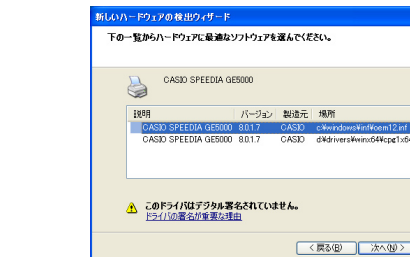 新しいハードウェアの検出ウィザード
下の一覧からハードウェアに最適なソフトウェアを選んでください。
CASIO SPEEDIA GE5000
説明 バージョン 製造元 場所
CASIO SPEEDIA GE5000 8.0.1.7 CASIO c:¥windows¥inf¥oem12.inf
CASIO SPEEDIA GE5000 8.0.1.7 CASIO d:¥drivers¥winx64¥cpg1x64
このドライバはデジタル署名されていません。
ドライバの署名が重要な理由
< 戻る(B) 次へ(N) >